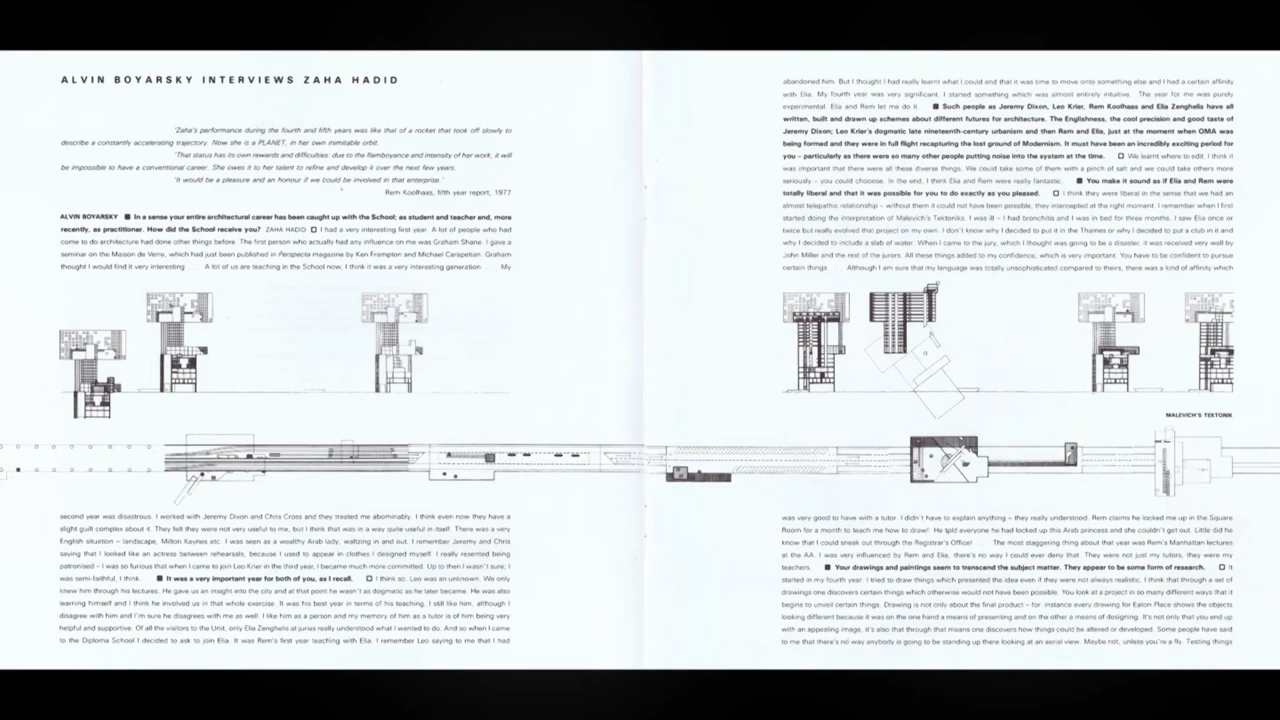 ALVIN BOYARSKY INTERVIEWS ZAHA HADID
'Zaha's performance during the fourth and fifth years was like that of a rocket that took off slowly to
describe a constantly accelerating trajectory. Now she is a PLANET, in her own inimitable orbit.
'That status has its own rewards and difficulties: due to the flamboyance and intensity of her work, it will
be impossible to have a conventional career. She owes it to her talent to refine and develop it over the next few years.
'It would be a pleasure and an honour if we could be involved in that enterprise.'
Rem Koolhaas, fifth year report, 1977
ALVIN BOYARSKY ■ In a sense your entire architectural career has been caught up with the School; as student and teacher and, more
recently, as practitioner. How did the School receive you? ZAHA HADID □ I had a very interesting first year. A lot of people who had
come to do architecture had done other things before. The first person who actually had any influence on me was Graham Shane. I gave a
seminar on the Maison de Verre, which had just been published in Perspecta magazine by Ken Frampton and Michael Carapetian. Graham
thought I would find it very interesting . . . . A lot of us are teaching in the School now, I think it was a very interesting generation . . . . My
second year was disastrous. I worked with Jeremy Dixon and Chris Cross and they treated me abominably. I think even now they have a
slight guilt complex about it. They felt they were not very useful to me, but I think that was in a way quite useful in itself. There was a very
English situation – landscape, Milton Keynes etc. I was seen as a wealthy Arab lady, waltzing in and out. I remember Jeremy and Chris
saying that I looked like an actress between rehearsals, because I used to appear in clothes I designed myself. I really resented being
patronised – I was so furious that when I came to join Leo Krier in the third year, I became much more committed. Up to then I wasn't sure; I
was semi-faithful, I think. ■ It was a very important year for both of you, as I recall. □ I think so. Leo was an unknown. We only
knew him through his lectures. He gave us an insight into the city and at that point he wasn't as dogmatic as he later became. He was also
learning himself and I think he involved us in that whole exercise. It was his best year in terms of his teaching. I still like him, although I
disagree with him and I'm sure he disagrees with me as well. I like him as a person and my memory of him as a tutor is of him being very
helpful and supportive. Of all the visitors to the Unit, only Elia Zenghelis at juries really understood what I wanted to do. And so when I came
to the Diploma School I decided to ask to join Elia. It was Rem's first year teaching with Elia. I remember Leo saying to me that I had
abandoned him. But I thought I had really learnt what I could and that it was time to move onto something else and I had a certain affinity
with Elia. My fourth year was very significant. I started something which was almost entirely intuitive. The year for me was purely
experimental. Elia and Rem let me do it. ■ Such people as Jeremy Dixon, Leo Krier, Rem Koolhaas and Elia Zenghelis have all
written, built and drawn up schemes about different futures for architecture. The Englishness, the cool precision and good taste of
Jeremy Dixon; Leo Krier's dogmatic late nineteenth-century urbanism and then Rem and Elia, just at the moment when OMA was
being formed and they were in full flight recapturing the lost ground of Modernism. It must have been an incredibly exciting period for
you – particularly as there were so many other people putting noise into the system at the time. □ We learnt where to edit. I think it
was important that there were all these diverse things. We could take some of them with a pinch of salt and we could take others more
seriously – you could choose. In the end, I think Elia and Rem were really fantastic. ■ You make it sound as if Elia and Rem were
totally liberal and that it was possible for you to do exactly as you pleased. □ I think they were liberal in the sense that we had an
almost telepathic relationship – without them it could not have been possible; they intercepted at the right moment. I remember when I first
started doing the interpretation of Malevich's Tektoniks. I was ill – I had bronchitis and I was in bed for three months. I saw Elia once or
twice but really evolved that project on my own. I don't know why I decided to put it in the Thames or why I decided to put a club in it and
why I decided to include a slab of water. When I came to the jury, which I thought was going to be a disaster, it was received very well by
John Miller and the rest of the jurors. All these things added to my confidence, which is very important. You have to be confident to pursue
certain things . . . . Although I am sure that my language was totally unsophisticated compared to theirs, there was a kind of affinity which
MALEVICH'S TEKTONIK
was very good to have with a tutor. I didn't have to explain anything – they really understood. Rem claims he locked me up in the Square
Room for a month to teach me how to draw! He told everyone he had locked up this Arab princess and she couldn't get out. Little did he
know that I could sneak out through the Registrar's Office! . . . . The most staggering thing about that year was Rem's Manhattan lectures
at the AA. I was very influenced by Rem and Elia, there's no way I could ever deny that. They were not just my tutors, they were my
teachers. ■ Your drawings and paintings seem to transcend the subject matter. They appear to be some form of research. □ It
started in my fourth year. I tried to draw things which presented the idea even if they were not always realistic. I think that through a set of
drawings one discovers certain things which otherwise would not have been possible. You look at a project in so many different ways that it
begins to unveil certain things. Drawing is not only about the final product – for instance every drawing for Eaton Place shows the objects
looking different because it was on the one hand a means of presenting and on the other a means of designing. It's not only that you end up
with an appealing image, it's also that through that means one discovers how things could be altered or developed. Some people have said
to me that there's no way anybody is going to be standing up there looking at an aerial view. Maybe not, unless you're a fly. Testing things